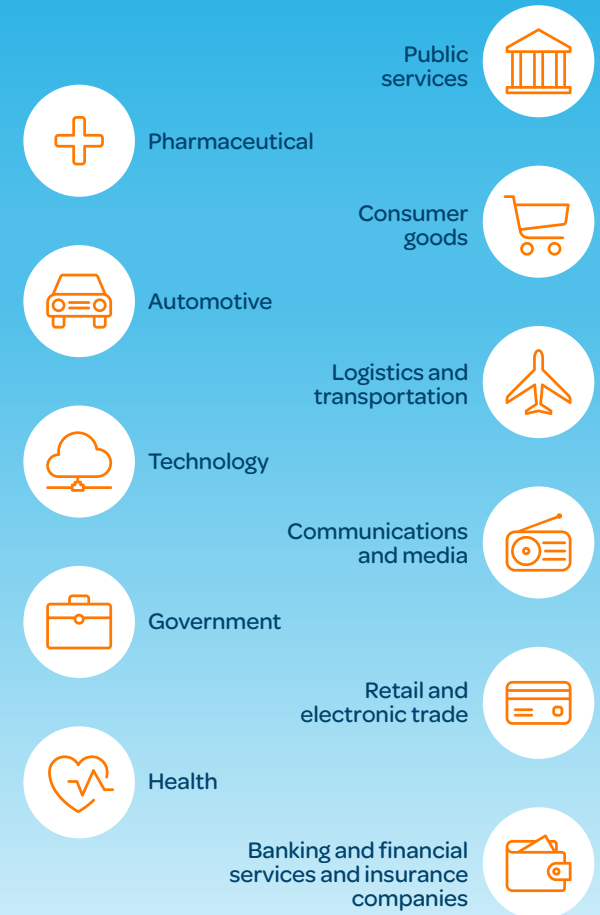 Public
services
Pharmaceutical
Consumer
goods
Automotive
Logistics and
transportation
Technology
Communications
and media
Government
Retail and
electronic trade
Health
Banking and financial
services and insurance
companies